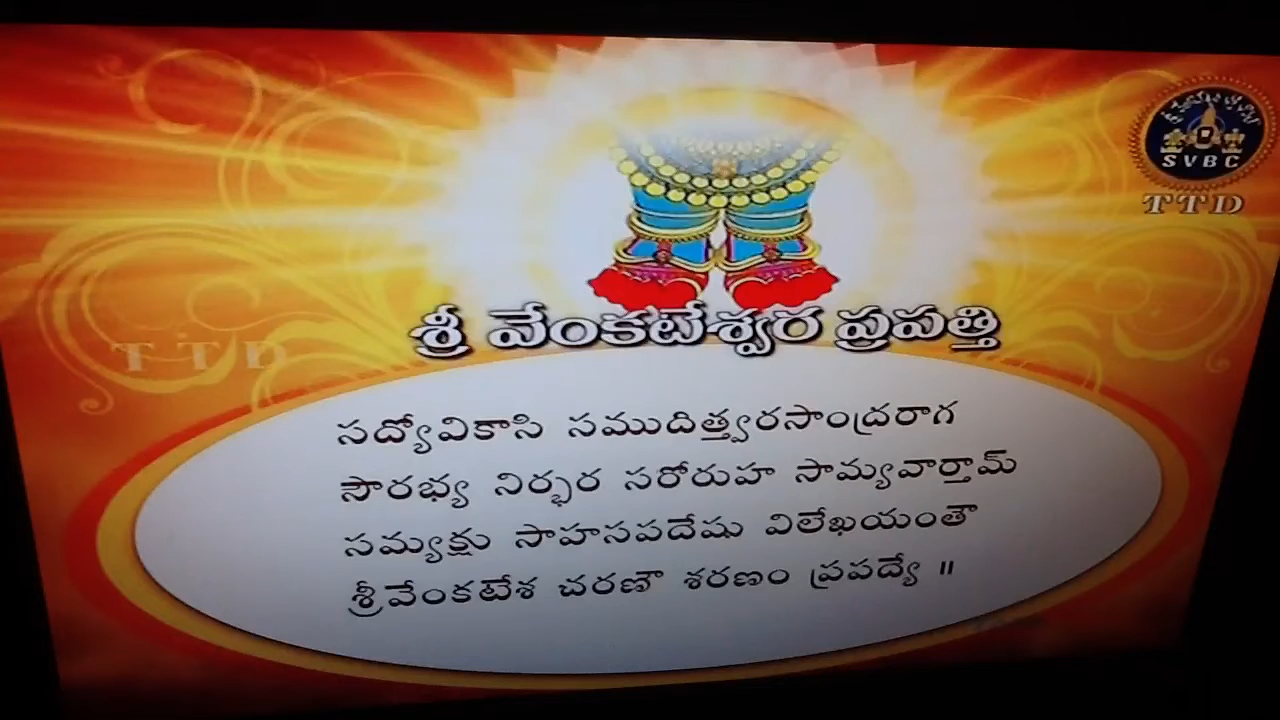 SVBC
TTD
శ్రీ వేంకటేశ్వర ప్రపత్తి
TTD
సద్యోవికాసి సముదిత్త్వరసాంద్రరాగ
సౌరభ్య నిర్భర సరోరుహ సామ్యవార్తామ్
సమ్యక్షు సాహసపదేషు విలేఖయంతౌ
శ్రీవేంకటేశ చరణౌ శరణం ప్రపద్యే ॥